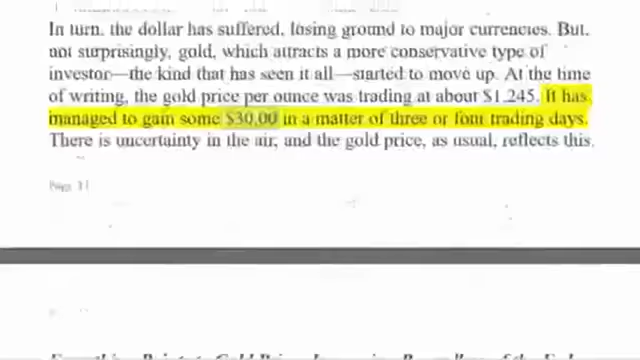 In turn, the dollar has suffered, losing ground to major currencies. But,
not surprisingly, gold, which attracts a more conservative type of
investor—the kind that has seen it all—started to move up. At the time
of writing, the gold price per ounce was trading at about $1,245. It has
managed to gain some $30.00 in a matter of three or four trading days.
There is uncertainty in the air, and the gold price, as usual, reflects this.